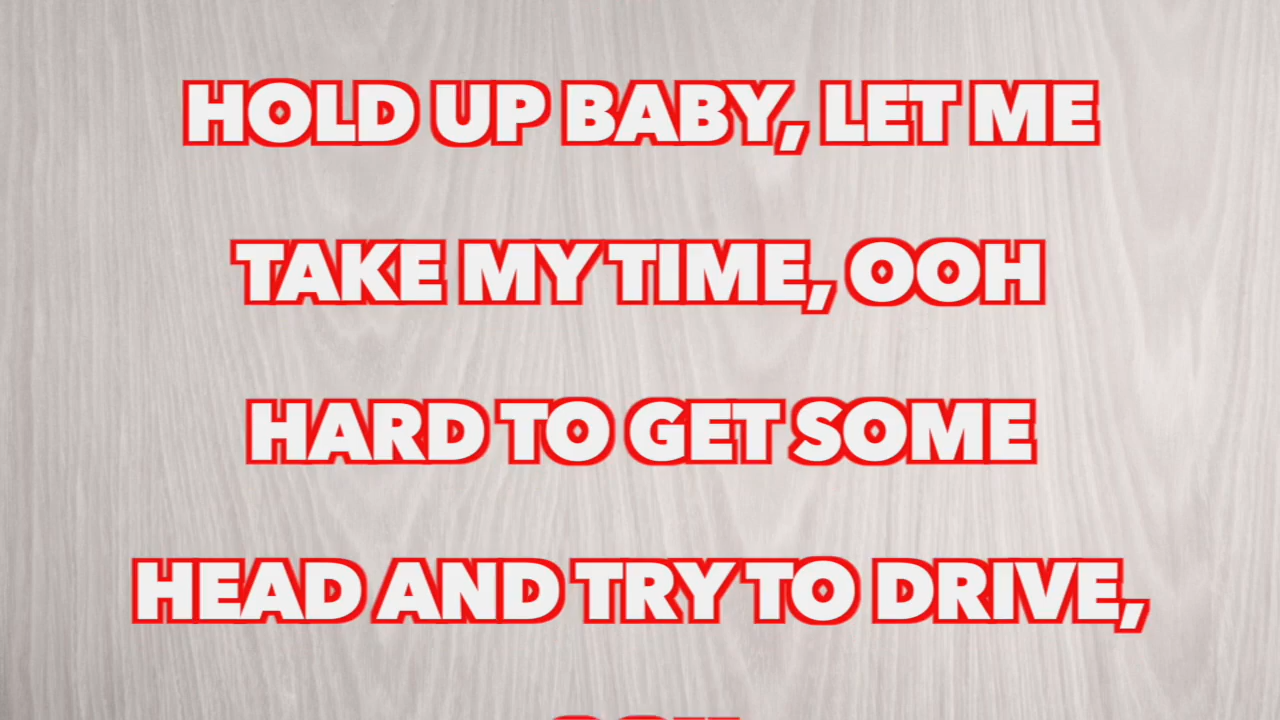 HOLD UP BABY, LET ME
TAKE MY TIME, OOH
HARD TO GET SOME
HEAD AND TRY TO DRIVE,